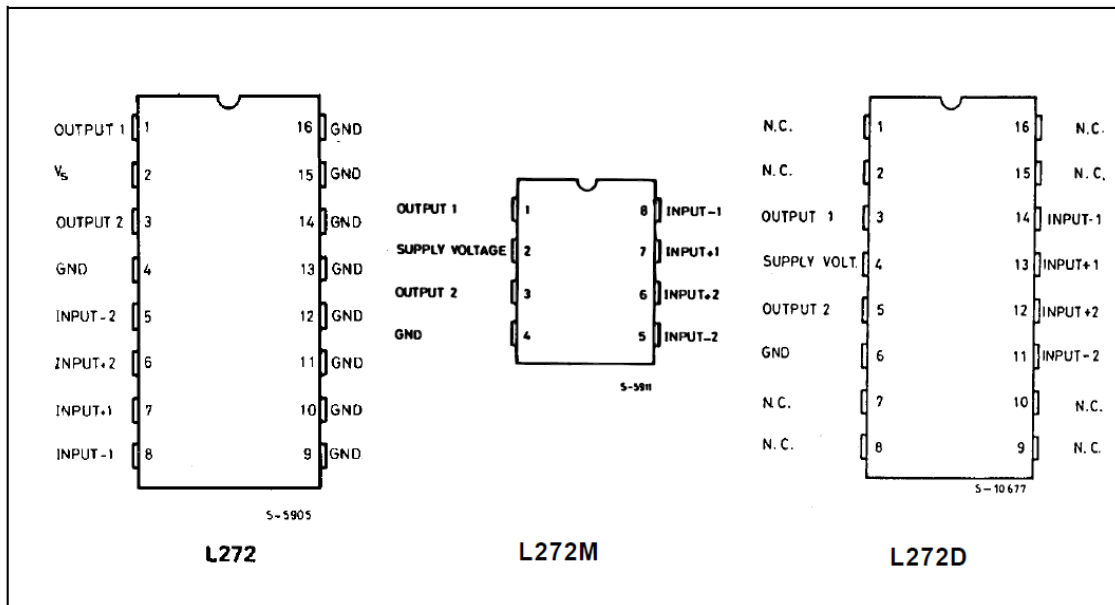 OUTPUT 1 1 16 GND
Vs 2 15 GND
OUTPUT 2 3 14 GND
GND 4 13 GND
INPUT-2 5 12 GND
INPUT+2 6 11 GND
INPUT+1 7 10 GND
INPUT-1 8 9 GND
S-5905
L272
OUTPUT 1 1 8 INPUT-1
SUPPLY VOLTAGE 2 7 INPUT+1
OUTPUT 2 3 6 INPUT+2
GND 4 5 INPUT-2
S-5911
L272M
N.C. 1 16 N.C.
N.C. 2 15 N.C.
OUTPUT 1 3 14 INPUT-1
SUPPLY VOLT. 4 13 INPUT+1
OUTPUT 2 5 12 INPUT+2
GND 6 11 INPUT-2
N.C. 7 10 N.C.
N.C. 8 9 N.C.
S-10677
L272D